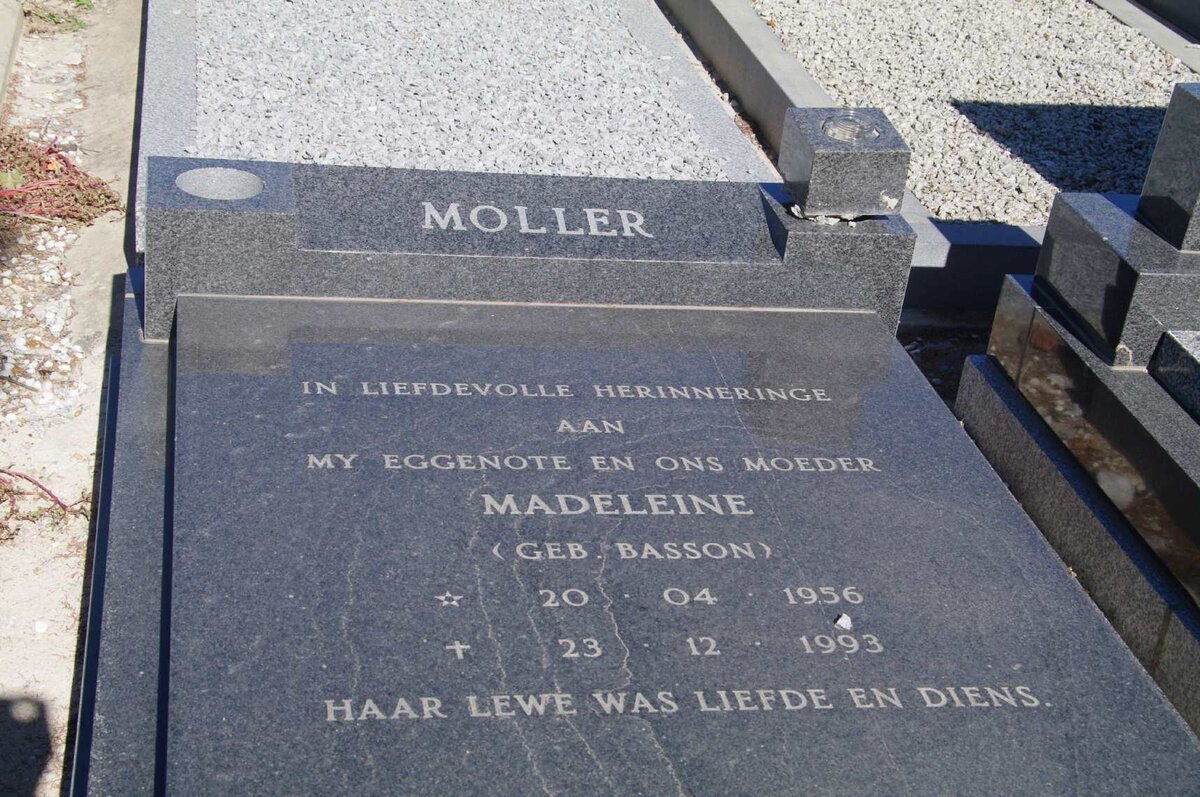 MOLLER
IN LIEFDEVOLLE HERINNERINGE
AAN
MY EGGENOTE EN ONS MOEDER
MADELEINE
(GEB. BASSON)
☆ 20 · 04 · 1956
✝ 23 · 12 · 1993
HAAR LEWE WAS LIEFDE EN DIENS.